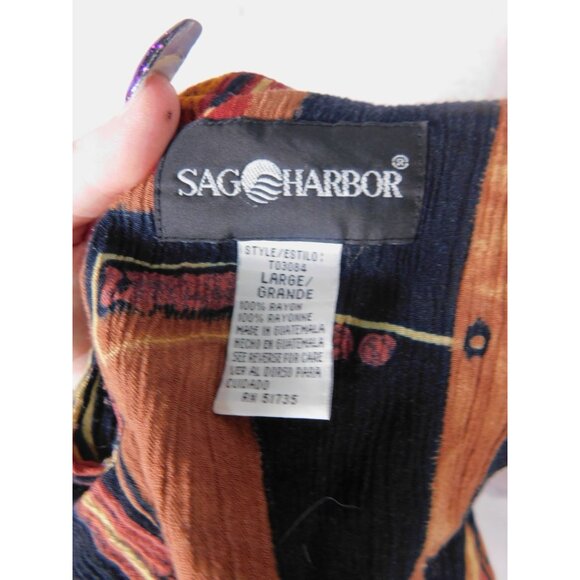 SAG HARBOR ®
STYLE/ESTILO:
T03084
LARGE/
GRANDE
100% RAYON
100% RAYONNE
MADE IN GUATEMALA
HECHO EN GUATEMALA
SEE REVERSE FOR CARE
VER AL DORSO PARA
CUIDADO
RN 51735